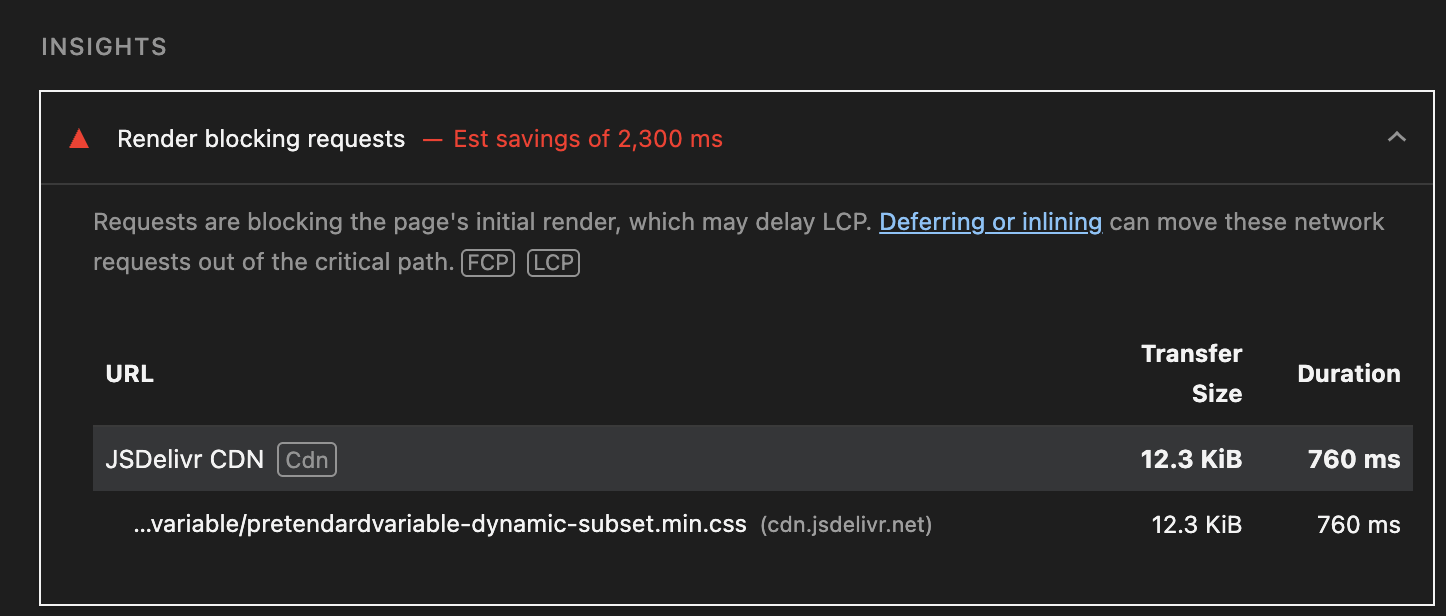 INSIGHTS
Render blocking requests — Est savings of 2,300 ms
Requests are blocking the page's initial render, which may delay LCP. Deferring or inlining can move these network
requests out of the critical path. FCP LCP
URL Transfer Size Duration
JSDelivr CDN Cdn 12.3 KiB 760 ms
...variable/pretendardvariable-dynamic-subset.min.css (cdn.jsdelivr.net) 12.3 KiB 760 ms